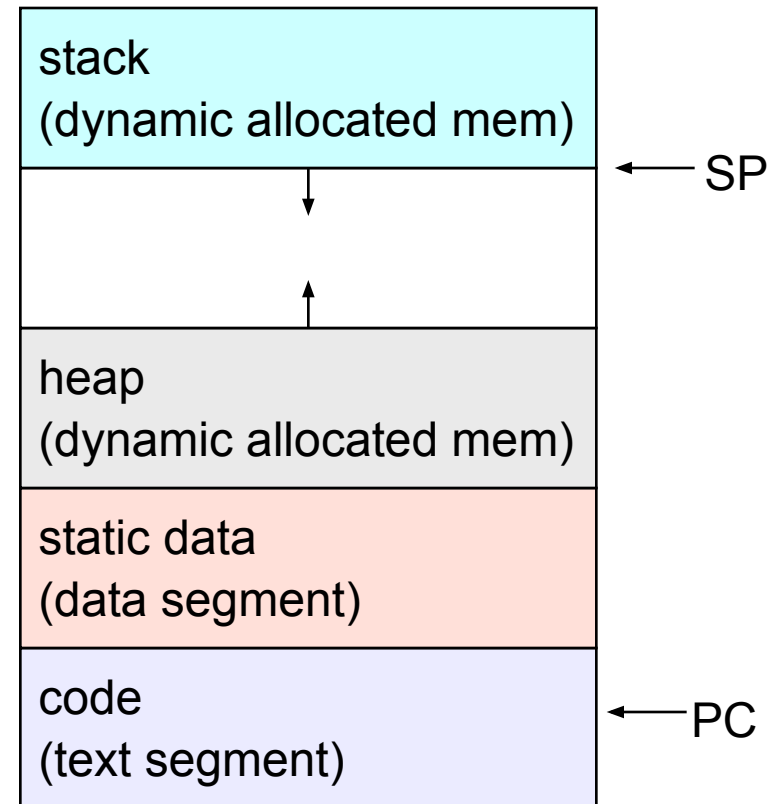 stack
(dynamic allocated mem)
SP
heap
(dynamic allocated mem)
static data
(data segment)
code
PC
(text segment)